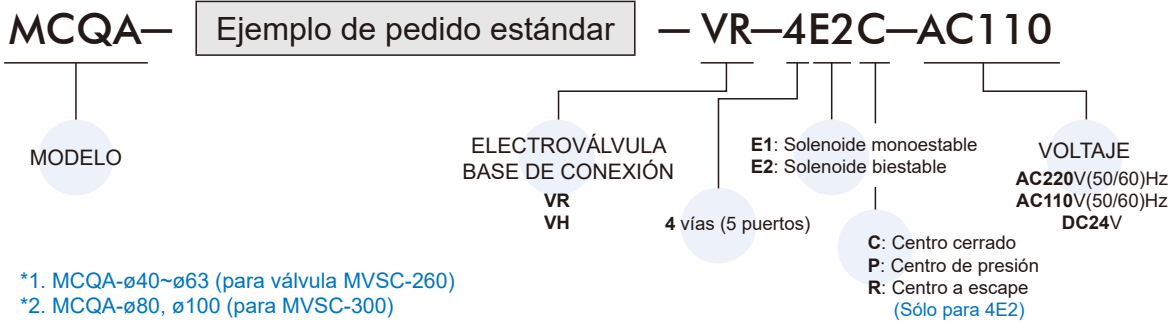 MCQA— Ejemplo de pedido estándar — VR—4E2C—AC110
MODELO
ELECTROVÁLVULA
BASE DE CONEXIÓN
VR
VH
4 vías (5 puertos)
E1: Solenoide monoestable
E2: Solenoide biestable
C: Centro cerrado
P: Centro de presión
R: Centro a escape
(Sólo para 4E2)
VOLTAJE
AC220V(50/60)Hz
AC110V(50/60)Hz
DC24V
*1. MCQA-ø40~ø63 (para válvula MVSC-260)
*2. MCQA-ø80, ø100 (para MVSC-300)